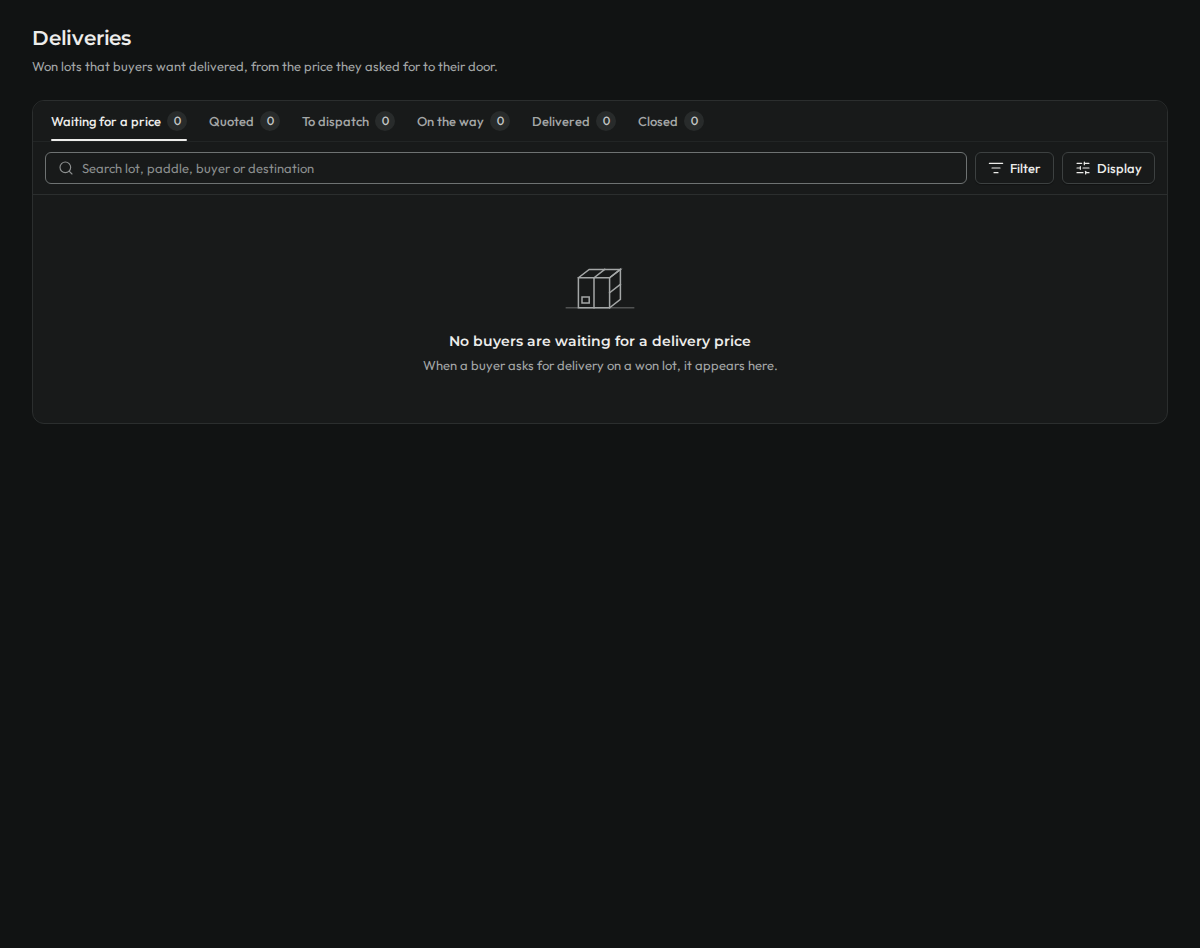 Deliveries
Won lots that buyers want delivered, from the price they asked for to their door.
Waiting for a price 0 Quoted 0 To dispatch 0 On the way 0 Delivered 0 Closed 0
Search lot, paddle, buyer or destination Filter Display
No buyers are waiting for a delivery price
When a buyer asks for delivery on a won lot, it appears here.